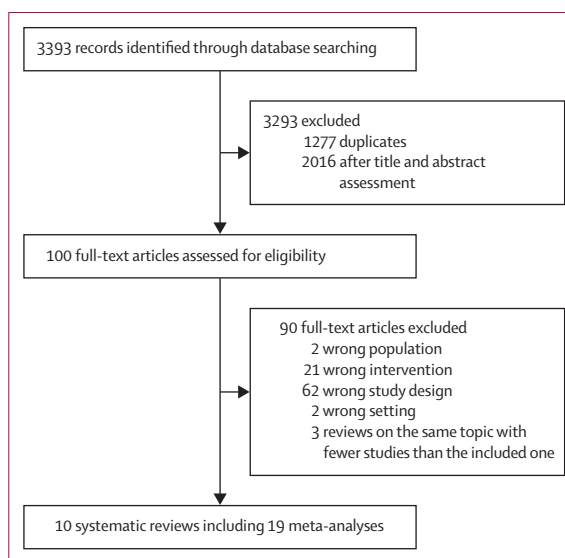 3393 records identified through database searching
3293 excluded
1277 duplicates
2016 after title and abstract
assessment
100 full-text articles assessed for eligibility
90 full-text articles excluded
2 wrong population
21 wrong intervention
62 wrong study design
2 wrong setting
3 reviews on the same topic with
fewer studies than the included one
10 systematic reviews including 19 meta-analyses